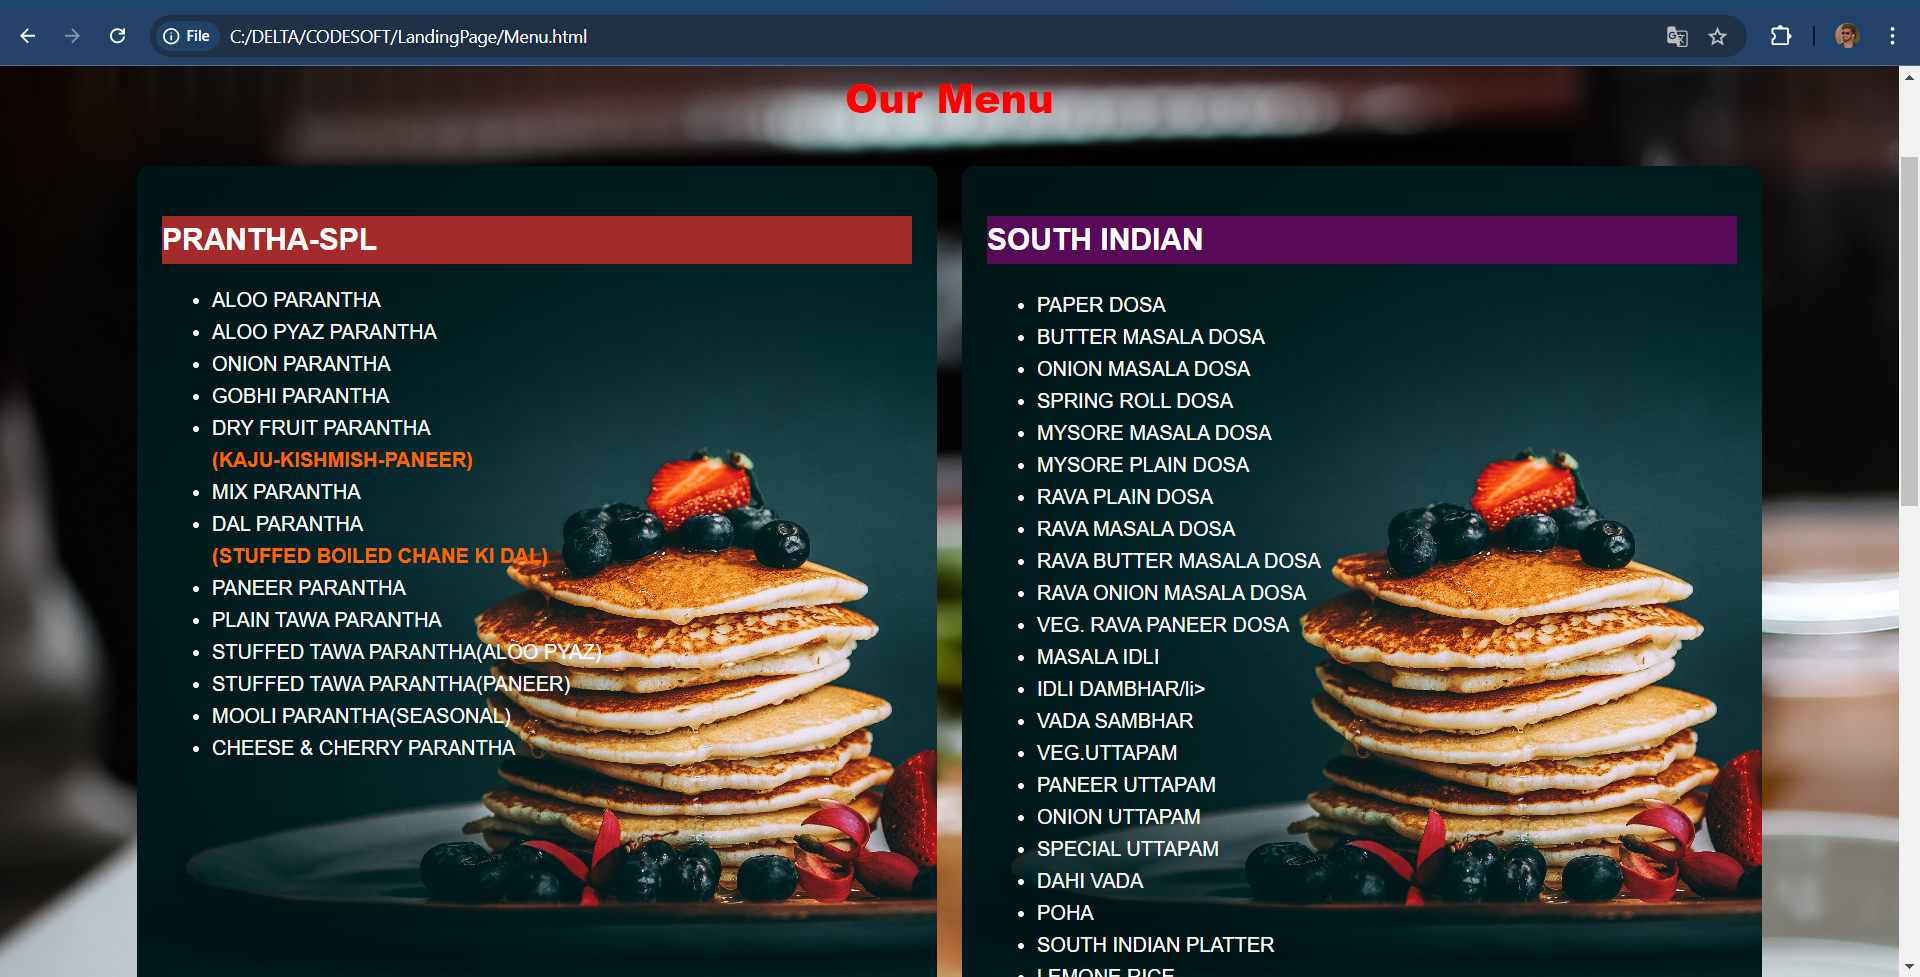 File
C:/DELTA/CODESOFT/LandingPage/Menu.html
Our Menu
PRANTHA-SPL
ALOO PARANTHA
ALOO PYAZ PARANTHA
ONION PARANTHA
GOBHI PARANTHA
DRY FRUIT PARANTHA
(KAJU-KISHMISH-PANEER)
MIX PARANTHA
DAL PARANTHA
(STUFFED BOILED CHANE KI DAL)
PANEER PARANTHA
PLAIN TAWA PARANTHA
STUFFED TAWA PARANTHA(ALOO PYAZ)
STUFFED TAWA PARANTHA(PANEER)
MOOLI PARANTHA(SEASONAL)
CHEESE & CHERRY PARANTHA
SOUTH INDIAN
PAPER DOSA
BUTTER MASALA DOSA
ONION MASALA DOSA
SPRING ROLL DOSA
MYSORE MASALA DOSA
MYSORE PLAIN DOSA
RAVA PLAIN DOSA
RAVA MASALA DOSA
RAVA BUTTER MASALA DOSA
RAVA ONION MASALA DOSA
VEG. RAVA PANEER DOSA
MASALA IDLI
IDLI DAMBHAR/li>
VADA SAMBHAR
VEG.UTTAPAM
PANEER UTTAPAM
ONION UTTAPAM
SPECIAL UTTAPAM
DAHI VADA
POHA
SOUTH INDIAN PLATTER
LEMONE RICE